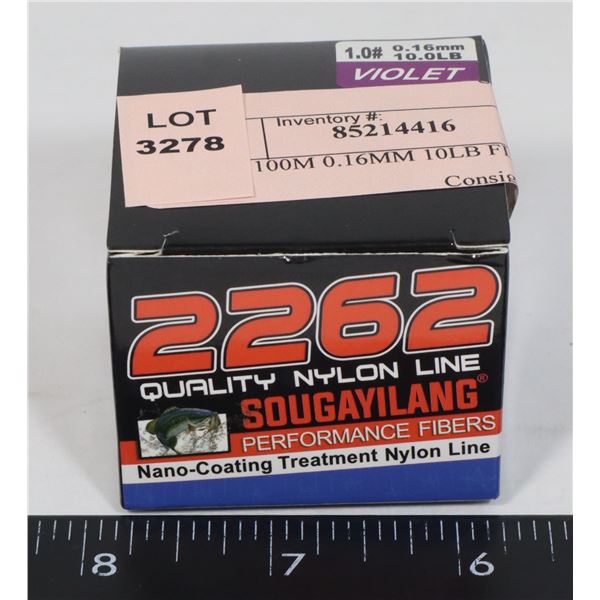 1.0# 0.16mm
10.0LB
VIOLET
LOT
3278
Inventory #:
85214416
100M 0.16MM 10LB
2262
QUALITY NYLON LINE
SOUGAYILANG®
PERFORMANCE FIBERS
Nano-Coating Treatment Nylon Line
8 7 6